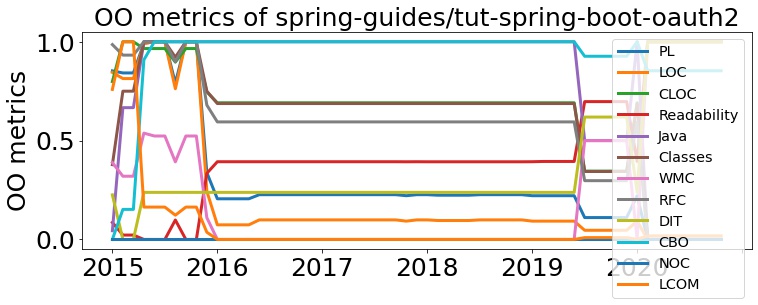 OO metrics of spring-guides/tut-spring-boot-oauth2
OO metrics
1.0
0.5
0.0
2015
2016
2017
2018
2019
2020
PL
LOC
CLOC
Readability
Java
Classes
WMC
RFC
DIT
CBO
NOC
LCOM